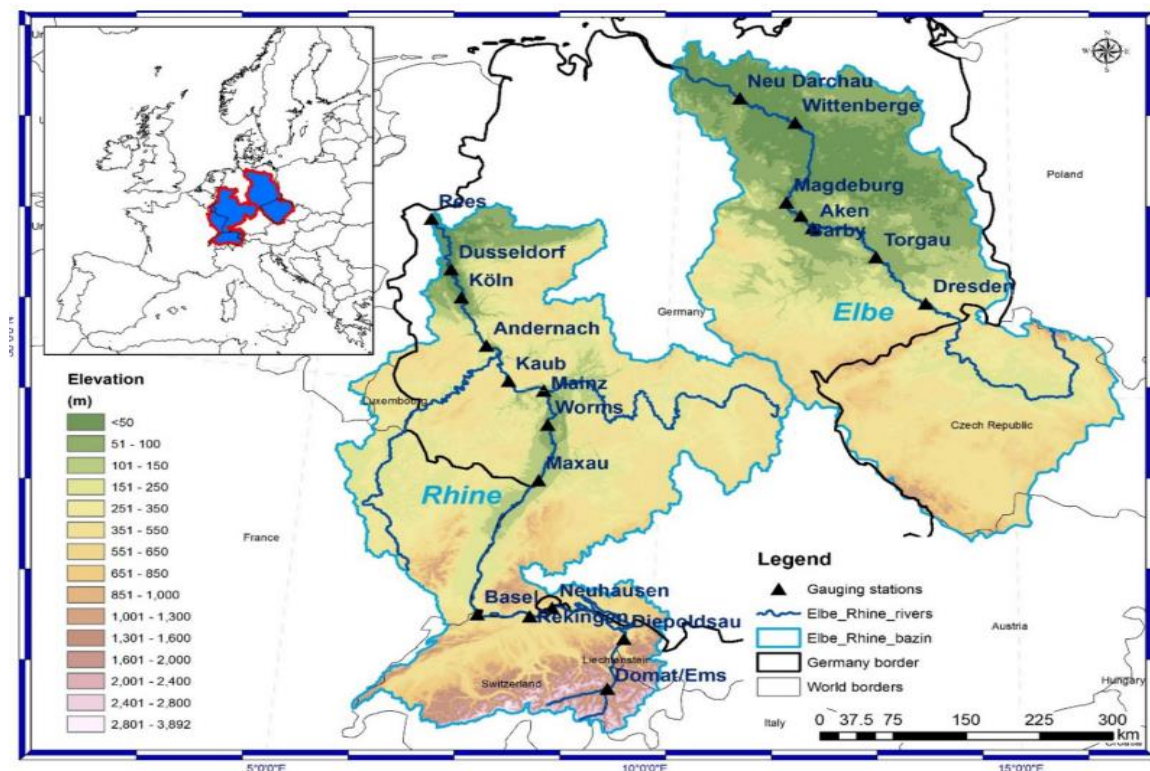 Neu Darchau
Wittenberge
Poland
Magdeburg
Aken
Barby
Torgau
Rees
Dusseldorf
Köln
Dresden
Elbe
Germany
Andernach
Kaub
Mainz
Worms
Luxembourg
Czech Republic
Maxau
Rhine
France
Basel
Neuhausen
Rekingen
Diepoldsau
Liechtenstein
Switzerland
Domat/Ems
Austria
Hungary
Italy
N
E
S
W
Elevation
(m)
<50
51 - 100
101 - 150
151 - 250
251 - 350
351 - 550
551 - 650
651 - 850
851 - 1,000
1,001 - 1,300
1,301 - 1,600
1,601 - 2,000
2,001 - 2,400
2,401 - 2,800
2,801 - 3,892
Legend
Gauging stations
Elbe_Rhine_rivers
Elbe_Rhine_bazin
Germany border
World borders
0 37.5 75 150 225 300
km
5°0'0"E 10°0'0"E 15°0'0"E